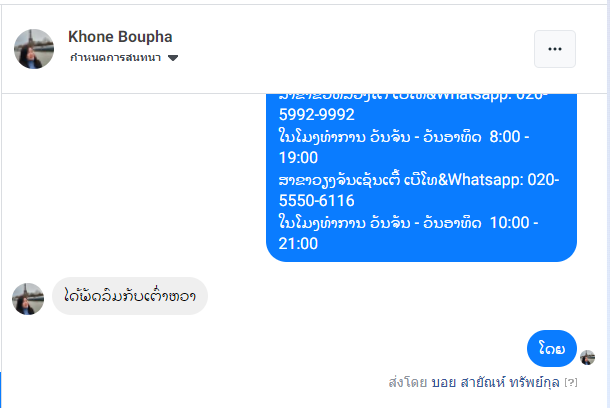 Khone Boupha
กำหนดการสนทนา
5992-9992
ໃນໂມງທຳການ ວັນຈັນ - ວັນອາທິດ 8:00 -
19:00
ສາຂາວຽງຈັນເຊັນເຕີ້ ເບີໂທ&Whatsapp: 020-
5550-6116
ໃນໂມງທຳການ ວັນຈັນ - ວັນອາທິດ 10:00 -
21:00
ໄດ້ພັດລົມກັບເຕົ່າຫວາ
ໂດຍ
ส่งโดย บอย สายัณห์ ทรัพย์กุล [?]